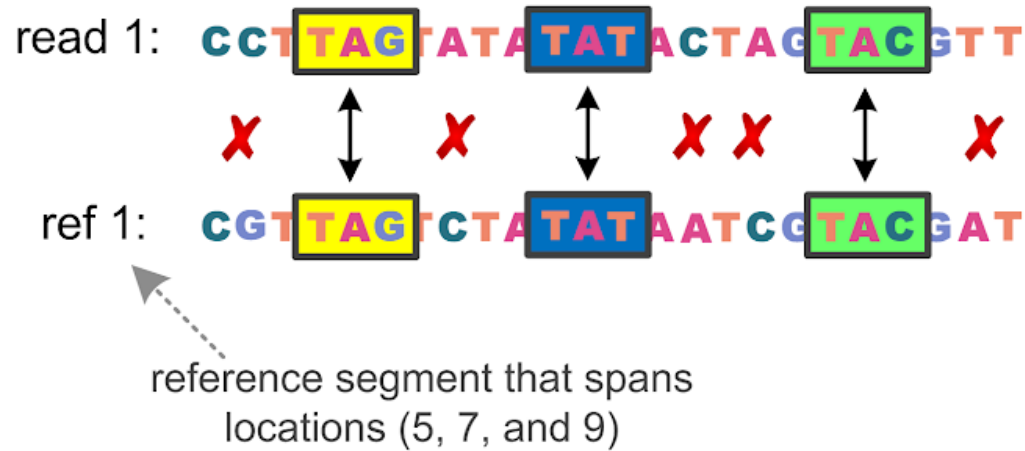 read 1: CCTTAGTATATATACTAGTACGTT
ref 1: CGTTAGTCTATATAATCGTACGAT
reference segment that spans
locations (5, 7, and 9)